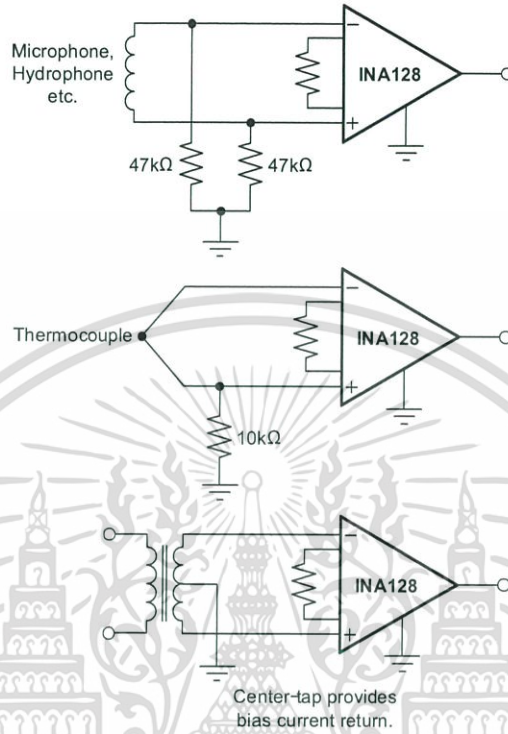 Microphone,
Hydrophone
etc.
−
INA128
+
47kΩ
47kΩ
−
Thermocouple
INA128
+
10kΩ
−
INA128
+
Center-tap provides
bias current return.